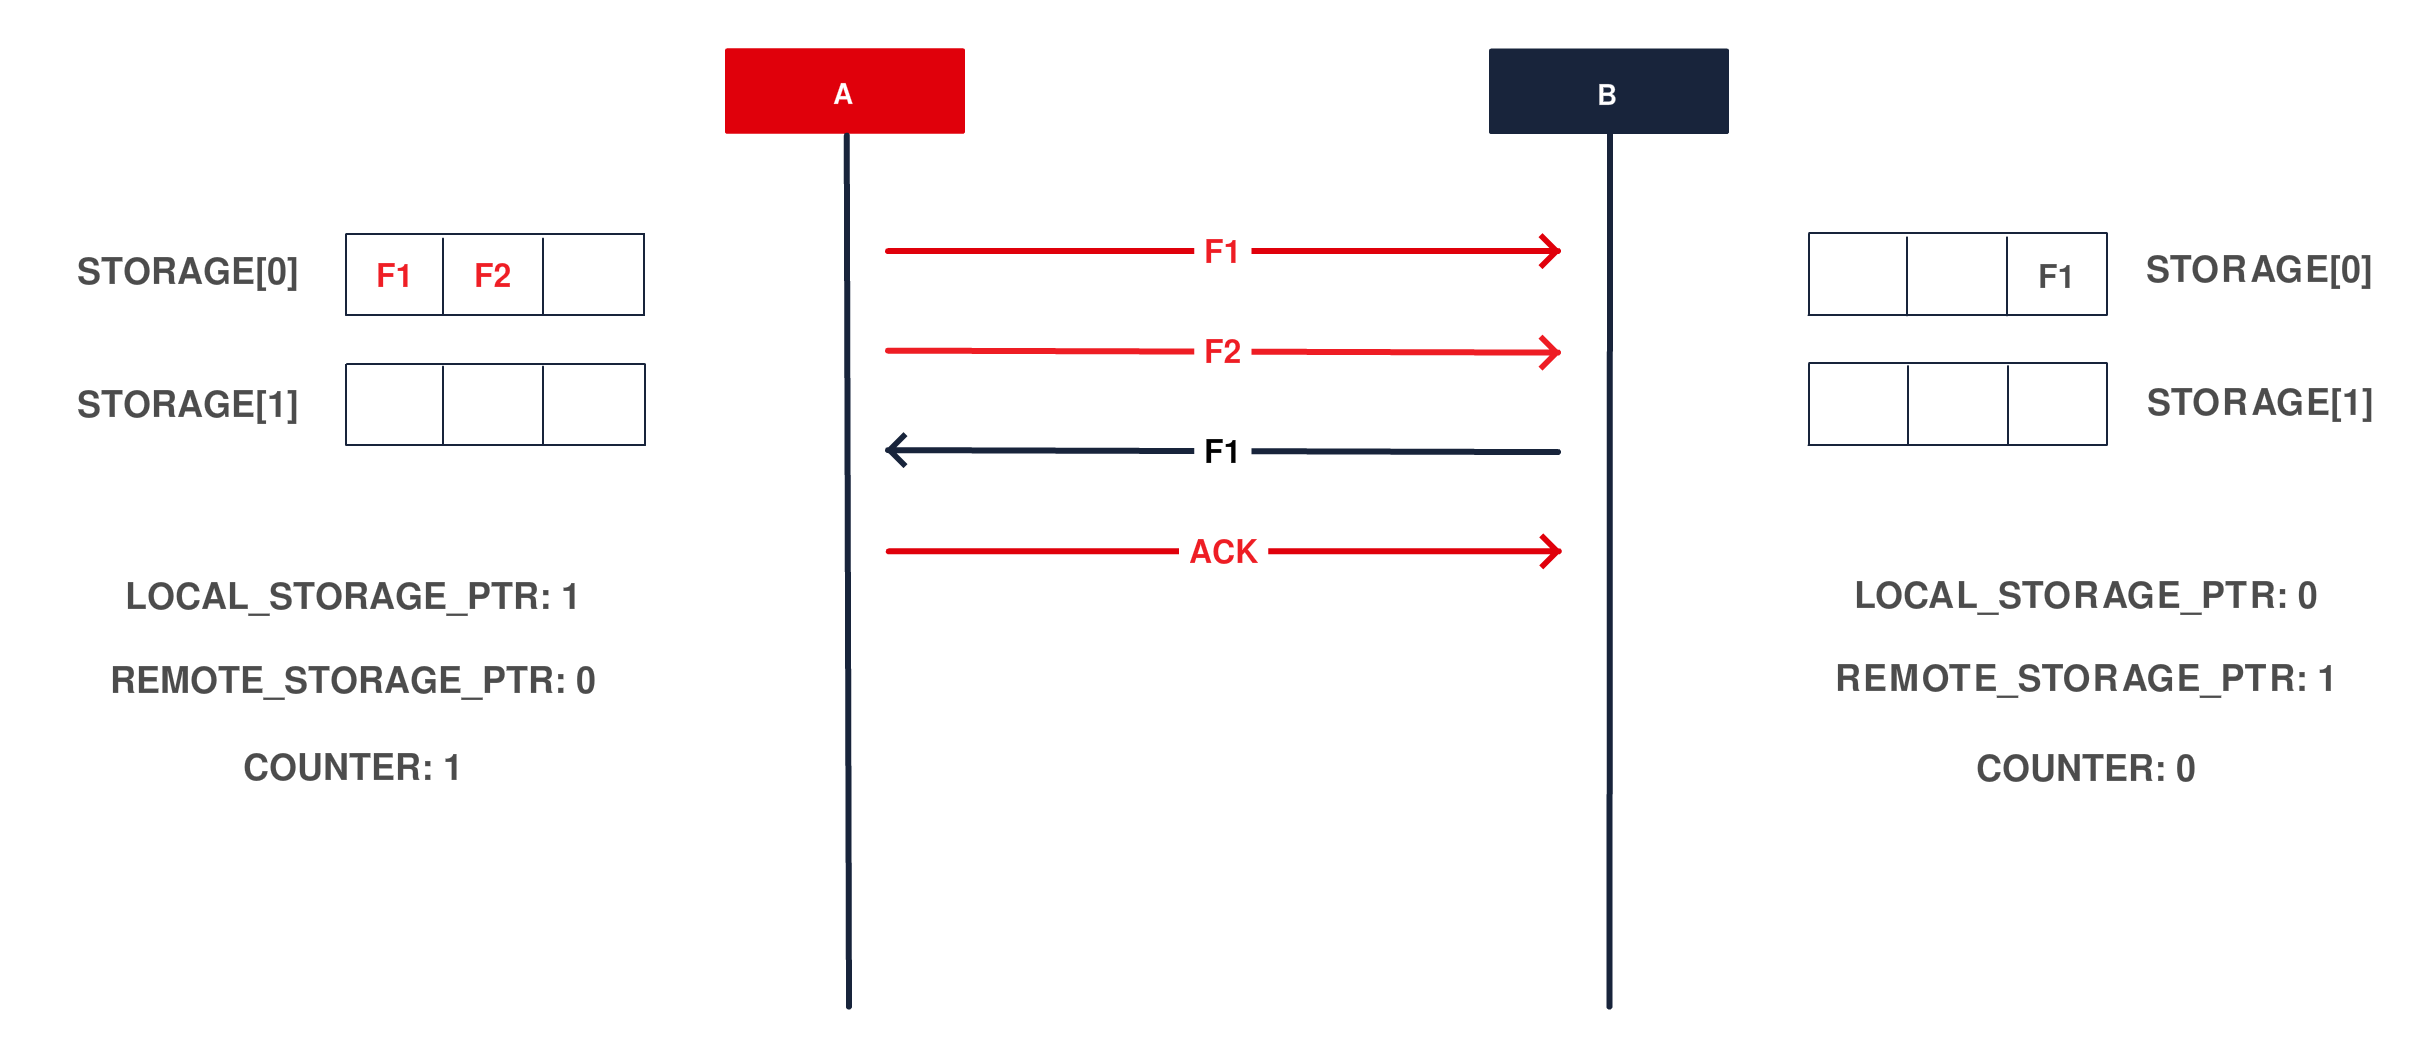 A
B
F1
STORAGE[0]
F1 F2
F1
STORAGE[0]
F2
STORAGE[1]
STORAGE[1]
F1
ACK
LOCAL_STORAGE_PTR: 1
LOCAL_STORAGE_PTR: 0
REMOTE_STORAGE_PTR: 0
REMOTE_STORAGE_PTR: 1
COUNTER: 1
COUNTER: 0